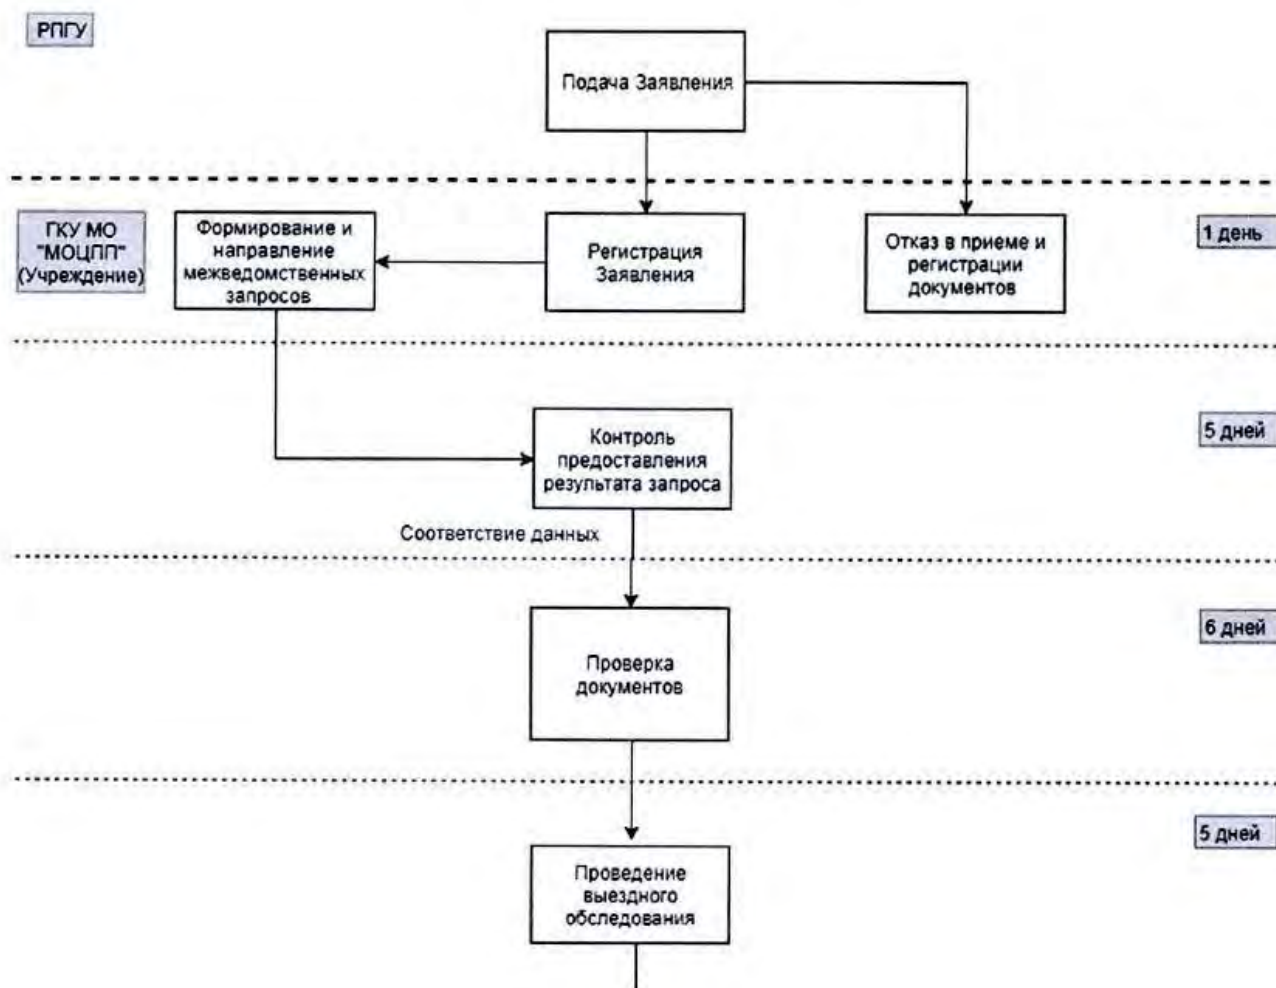 РПГУ
Подача Заявления
ГКУ МО
"МОЦПП"
(Учреждение)
Формирование и
направление
межведомственных
запросов
Регистрация
Заявления
Отказ в приеме и
регистрации
документов
1 день
Контроль
предоставления
результата запроса
5 дней
Соответствие данных
Проверка
документов
6 дней
Проведение
выездного
обследования
5 дней